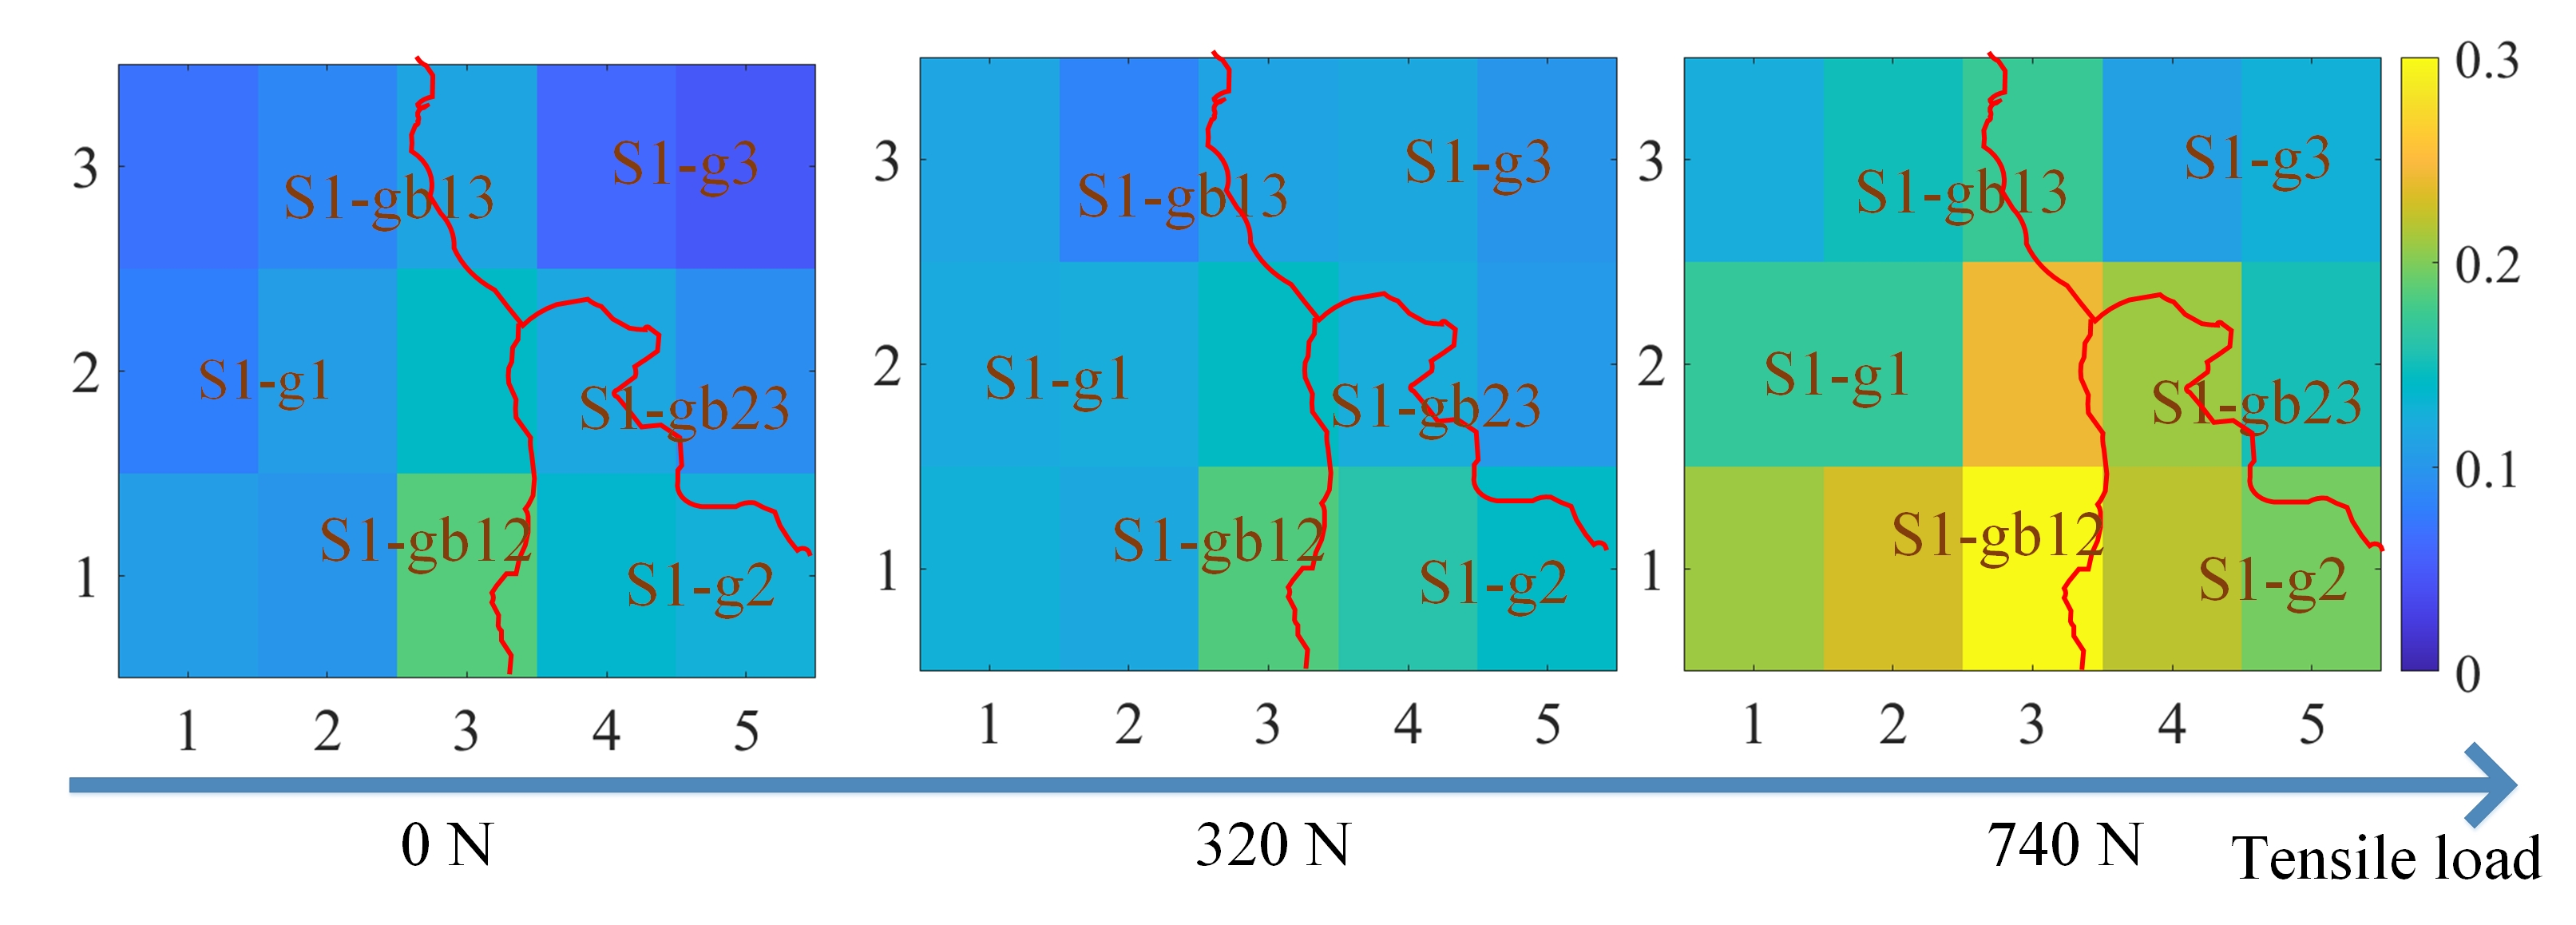 S1-gb13
S1-g3
S1-g1
S1-gb23
S1-gb12
S1-g2
3
2
1
1 2 3 4 5
S1-gb13
S1-g3
S1-g1
S1-gb23
S1-gb12
S1-g2
3
2
1
1 2 3 4 5
S1-gb13
S1-g3
S1-g1
S1-gb23
S1-gb12
S1-g2
3
2
1
1 2 3 4 5
0.3
0.2
0.1
0
0 N
320 N
740 N
Tensile load